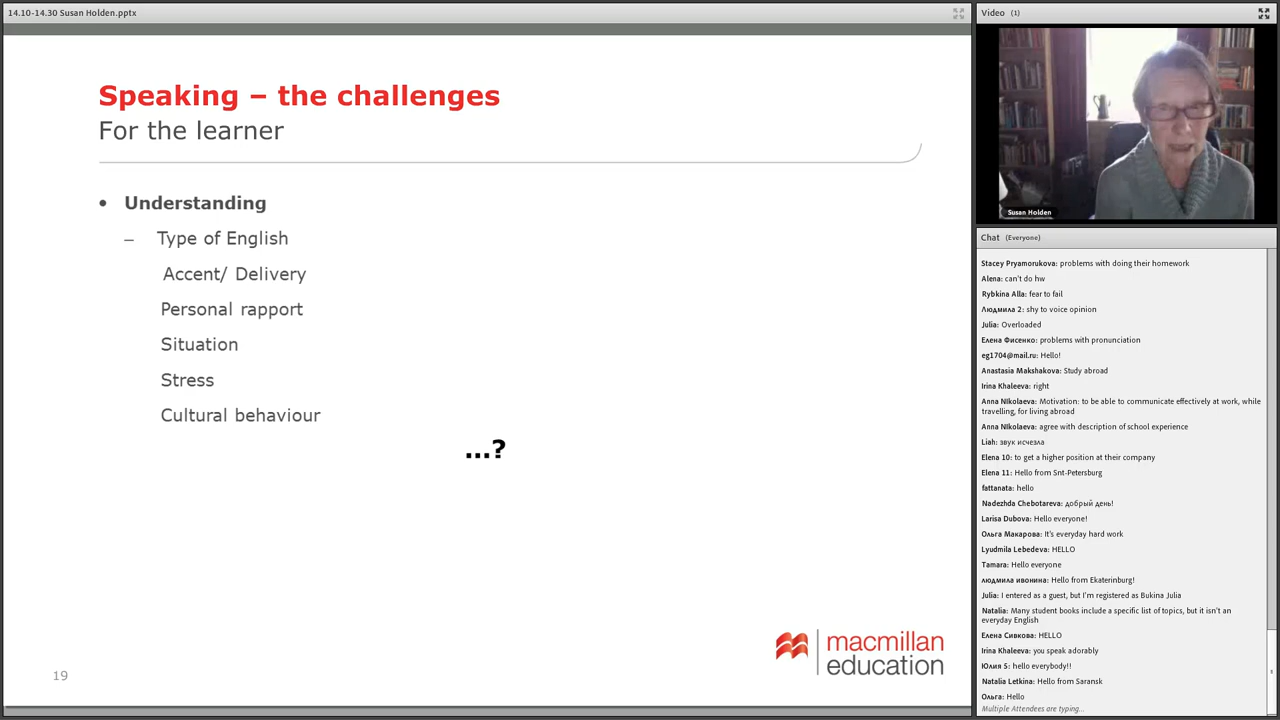 14.10-14.30 Susan Holden.pptx
Speaking – the challenges
For the learner
• Understanding
– Type of English
Accent/ Delivery
Personal rapport
Situation
Stress
Cultural behaviour
...?
19
macmillan
education
Video (1)
Susan Holden
Chat (Everyone)
Stacey Pryamorukova: problems with doing their homework
Alena: can't do hw
Rybkina Alla: fear to fail
Людмила 2: shy to voice opinion
Julia: Overloaded
Елена Фисенко: problems with pronunciation
eg1704@mail.ru: Hello!
Anastasia Makshakova: Study abroad
Irina Khaleeva: right
Anna NIkolaeva: Motivation: to be able to communicate effectively at work, while
travelling, for living abroad
Anna NIkolaeva: agree with description of school experience
Liah: звук исчезла
Elena 10: to get a higher position at their company
Elena 11: Hello from Snt-Petersburg
fattanata: hello
Nadezhda Chebotareva: добрый день!
Larisa Dubova: Hello everyone!
Ольга Макарова: It's everyday hard work
Lyudmila Lebedeva: HELLO
Tamara: Hello everyone
людмила ивонина: Hello from Ekaterinburg!
Julia: I entered as a guest, but I'm registered as Bukina Julia
Natalia: Many student books include a specific list of topics, but it isn't an
everyday English
Елена Сивкова: HELLO
Irina Khaleeva: you speak adorably
Юлия 5: hello everybody!!
Natalia Letkina: Hello from Saransk
Ольга: Hello
Multiple Attendees are typing...